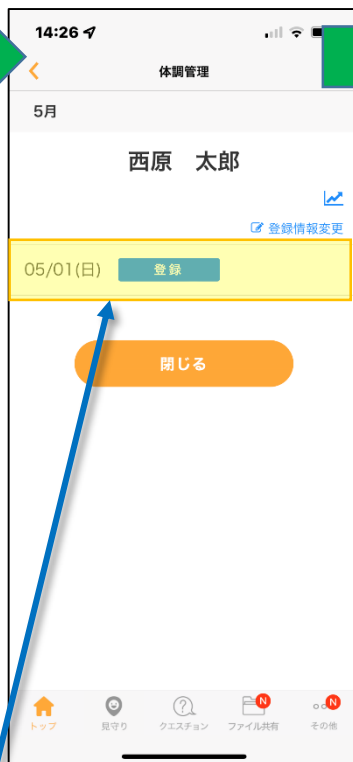 14:26
体調管理
5月
西原　太郎
登録情報変更
05/01(日) 登録
閉じる
N N
トップ 見守り クエスチョン ファイル共有 その他